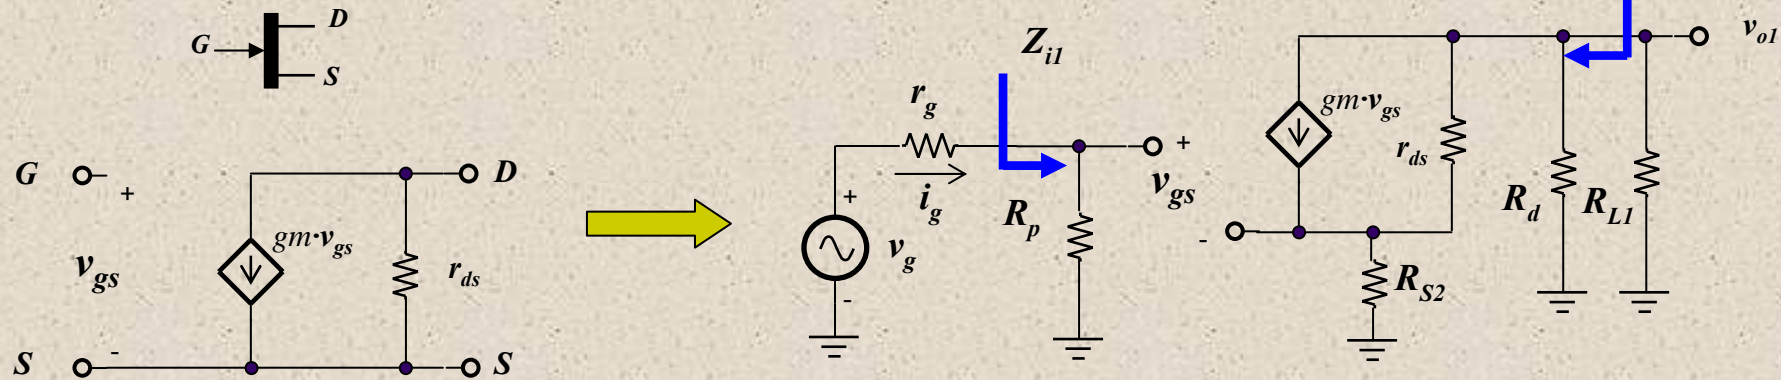 D
G
S
G
+
v_gs
-
S
gm·v_gs
r_ds
D
S
Z_i1
r_g
i_g
+
v_g
-
R_p
+
v_gs
-
gm·v_gs
r_ds
R_S2
R_d
R_L1
v_o1